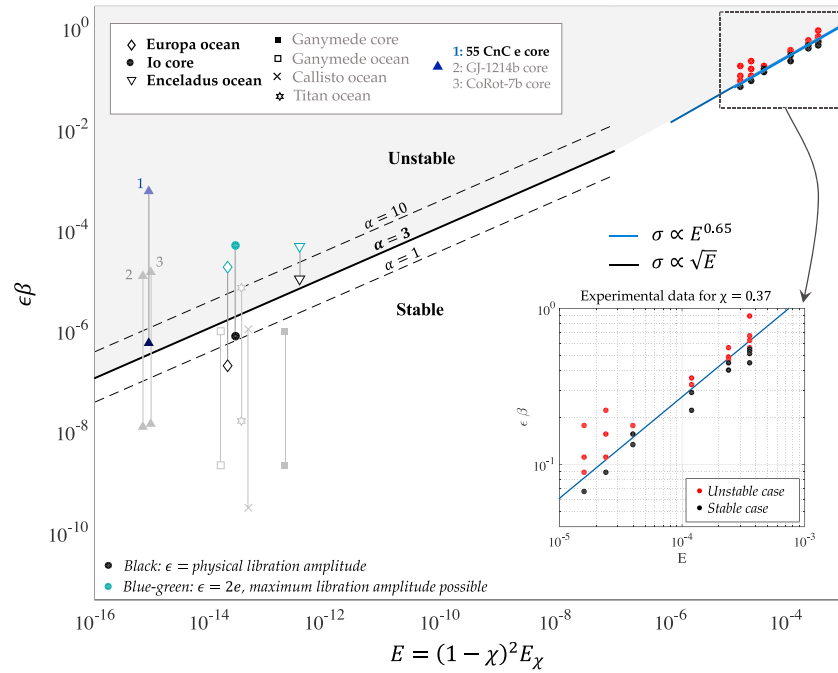 10^0
10^-2
10^-4
10^-6
10^-8
10^-10
ϵβ
Europa ocean
Io core
Enceladus ocean
Ganymede core
Ganymede ocean
Callisto ocean
Titan ocean
1: 55 CnC e core
2: GJ-1214b core
3: CoRot-7b core
Unstable
α = 10
α = 3
α = 1
Stable
1
2
3
σ ∝ E^0.65
σ ∝ √E
Experimental data for χ = 0.37
10^0
10^-1
ϵ β
Unstable case
Stable case
10^-5
10^-4
10^-3
E
Black: ϵ = physical libration amplitude
Blue-green: ϵ = 2e, maximum libration amplitude possible
10^-16
10^-14
10^-12
10^-10
10^-8
10^-6
10^-4
E = (1 − χ)^2 E_χ